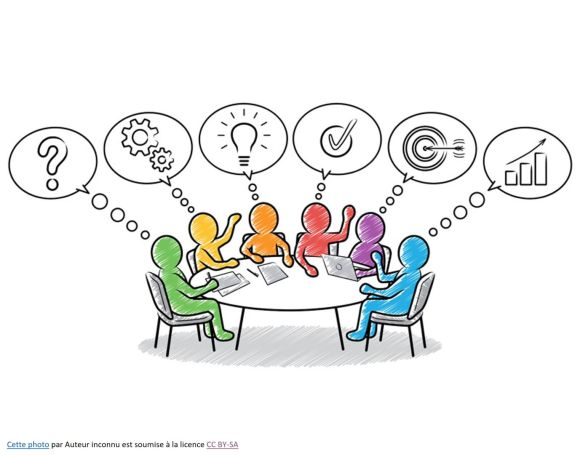 ?
Cette photo par Auteur inconnu est soumise à la licence CC BY-SA